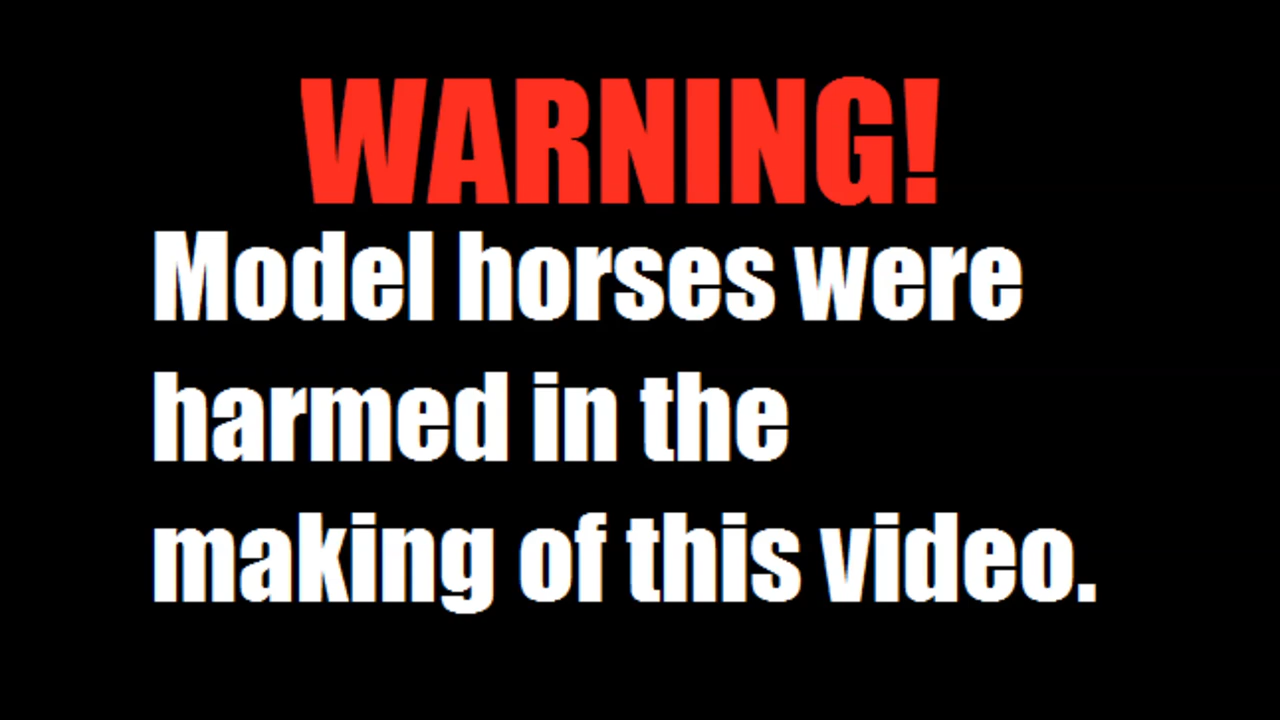 WARNING!
Model horses were
harmed in the
making of this video.